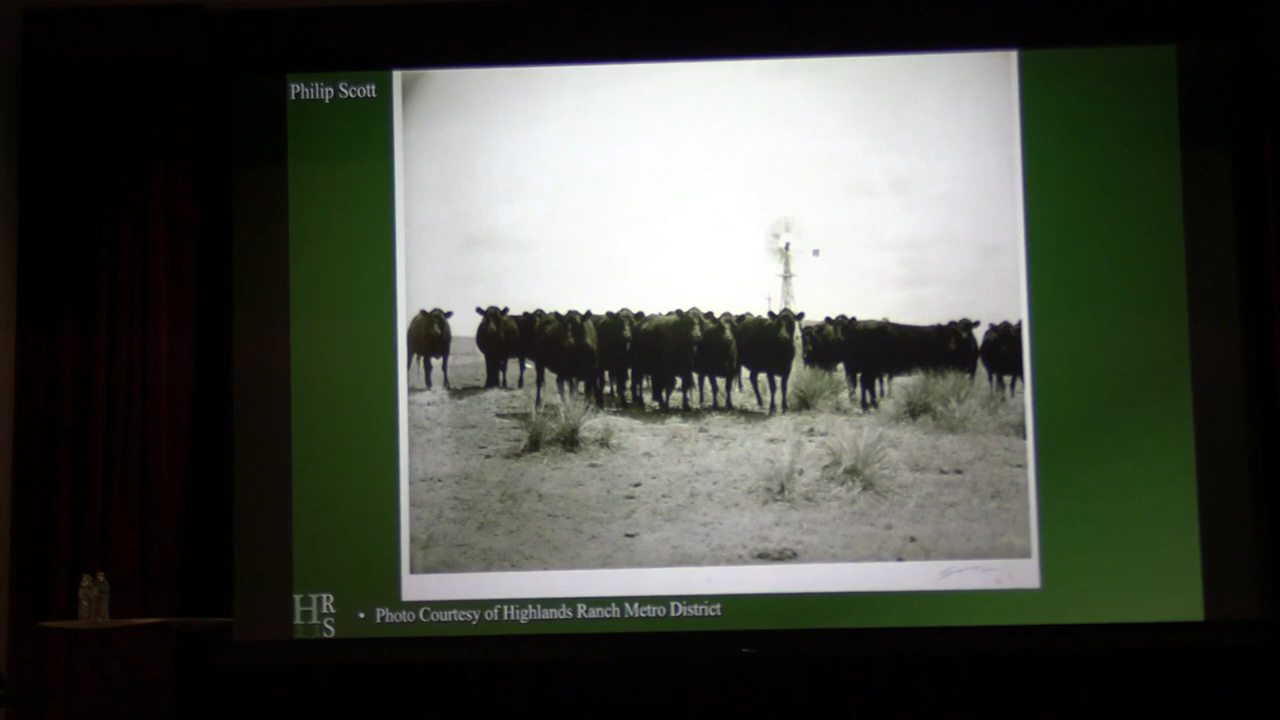 Philip Scott
HRS
• Photo Courtesy of Highlands Ranch Metro District